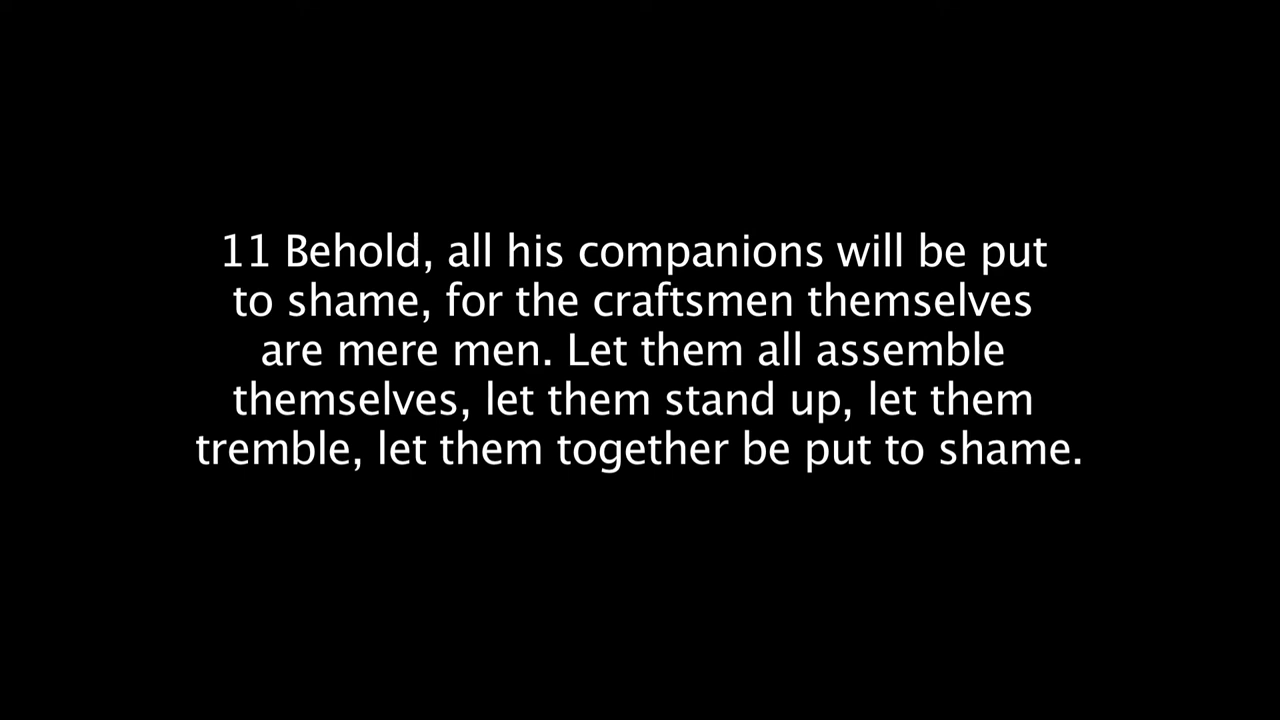 11 Behold, all his companions will be put
to shame, for the craftsmen themselves
are mere men. Let them all assemble
themselves, let them stand up, let them
tremble, let them together be put to shame.